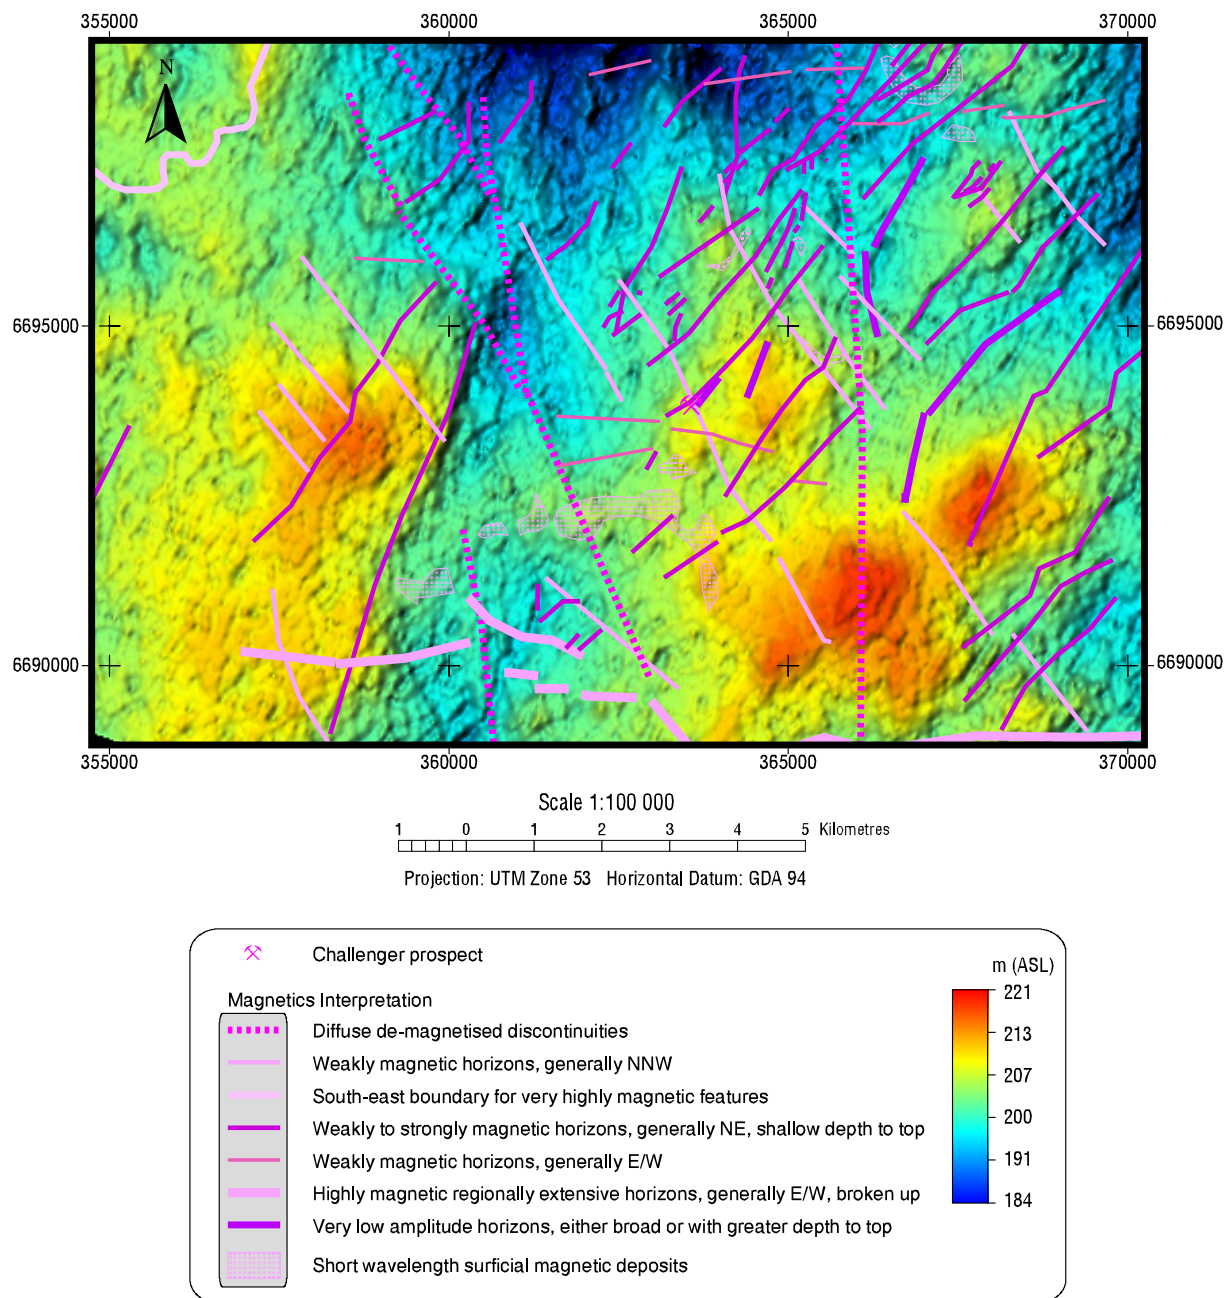 355000 360000 365000 370000
N
6695000 6695000
6690000 6690000
355000 360000 365000 370000
Scale 1:100 000
1 0 1 2 3 4 5 Kilometres
Projection: UTM Zone 53 Horizontal Datum: GDA 94
Challenger prospect
m (ASL)
Magnetics Interpretation
221
Diffuse de-magnetised discontinuities
213
Weakly magnetic horizons, generally NNW
207
South-east boundary for very highly magnetic features
200
Weakly to strongly magnetic horizons, generally NE, shallow depth to top
Weakly magnetic horizons, generally E/W
191
Highly magnetic regionally extensive horizons, generally E/W, broken up
184
Very low amplitude horizons, either broad or with greater depth to top
Short wavelength surficial magnetic deposits